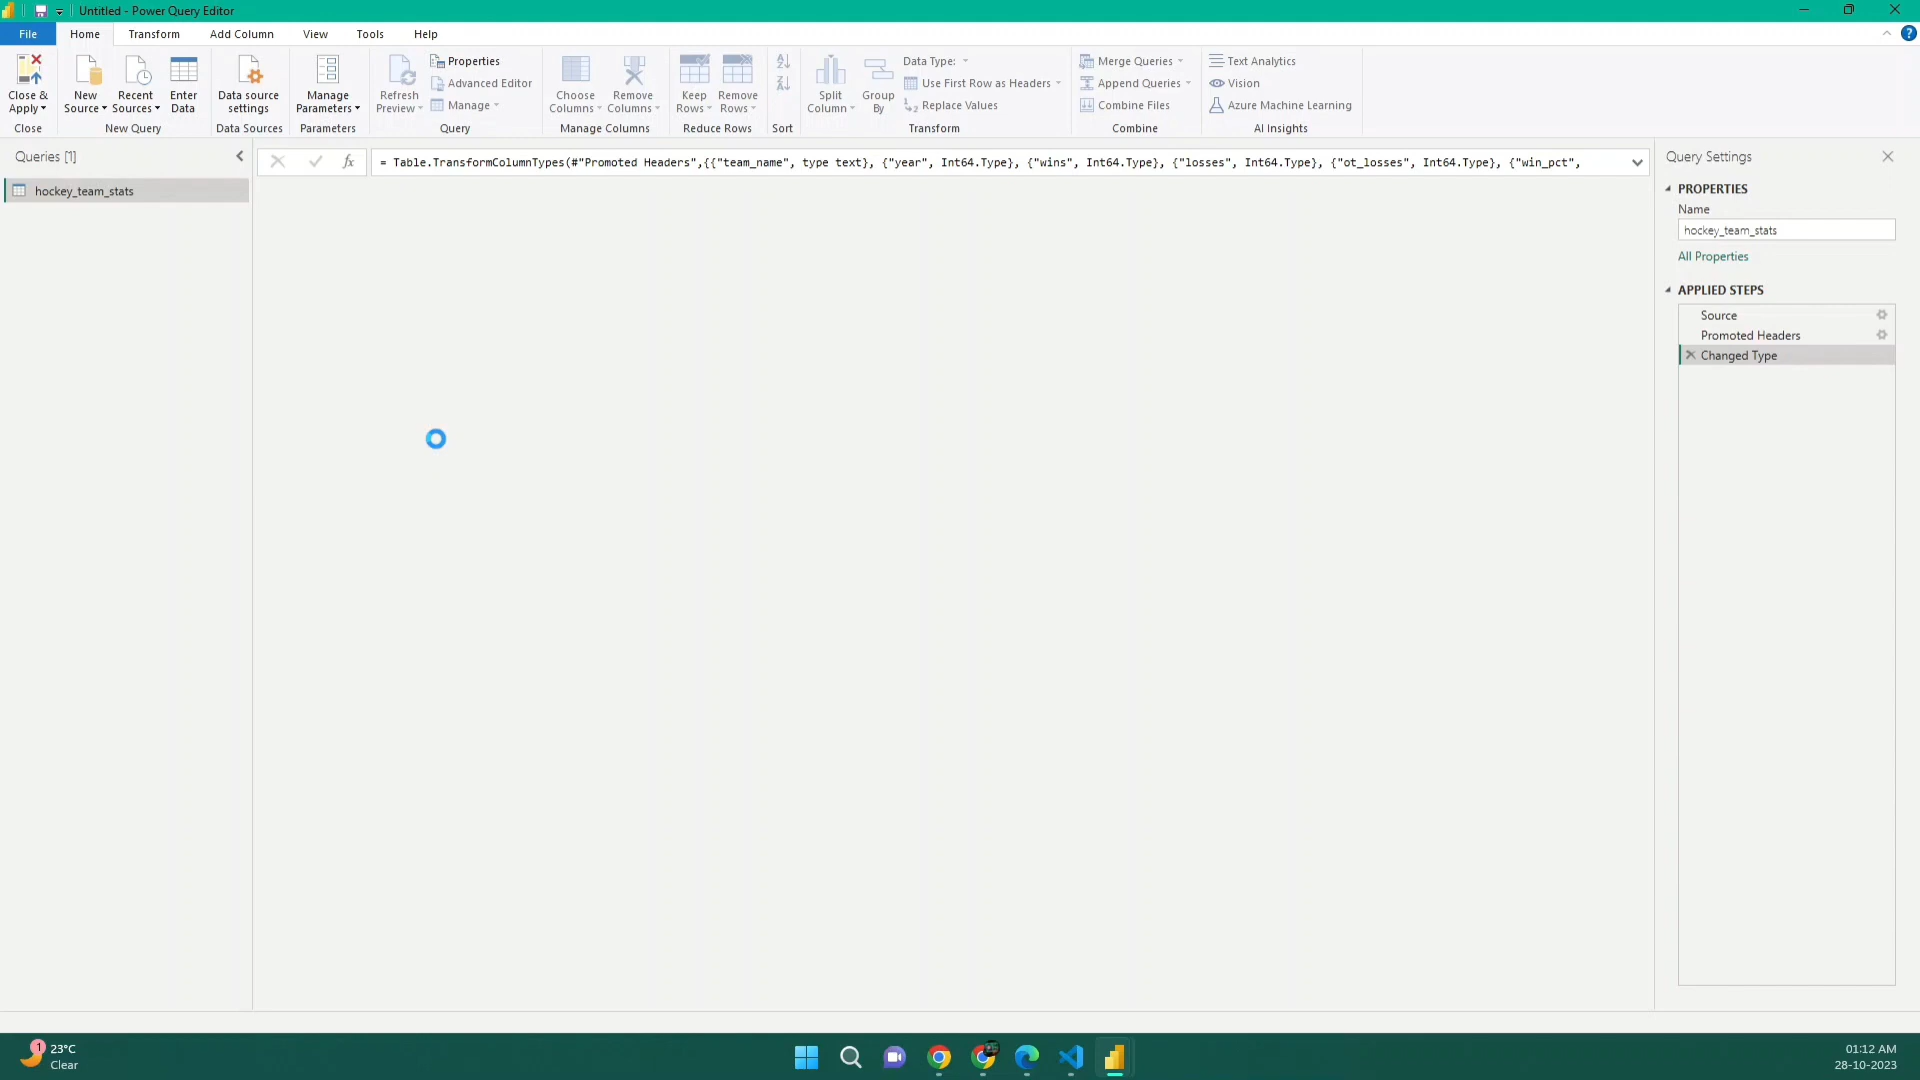 Untitled - Power Query Editor
File Home Transform Add Column View Tools Help
?
Close & Apply
Close
New Source
Recent Sources
Enter Data
New Query
Data source settings
Data Sources
Manage Parameters
Parameters
Refresh Preview
Properties
Advanced Editor
Manage
Query
Choose Columns
Remove Columns
Manage Columns
Keep Rows
Remove Rows
Reduce Rows
Sort
Split Column
Group By
Data Type:
Use First Row as Headers
Replace Values
Transform
Merge Queries
Append Queries
Combine Files
Combine
Text Analytics
Vision
Azure Machine Learning
AI Insights
Queries [1]
hockey_team_stats
fx
= Table.TransformColumnTypes(#"Promoted Headers",{{"team_name", type text}, {"year", Int64.Type}, {"wins", Int64.Type}, {"losses", Int64.Type}, {"ot_losses", Int64.Type}, {"win_pct",
Query Settings
PROPERTIES
Name
hockey_team_stats
All Properties
APPLIED STEPS
Source
Promoted Headers
Changed Type
1
23°C
Clear
01:12 AM
28-10-2023